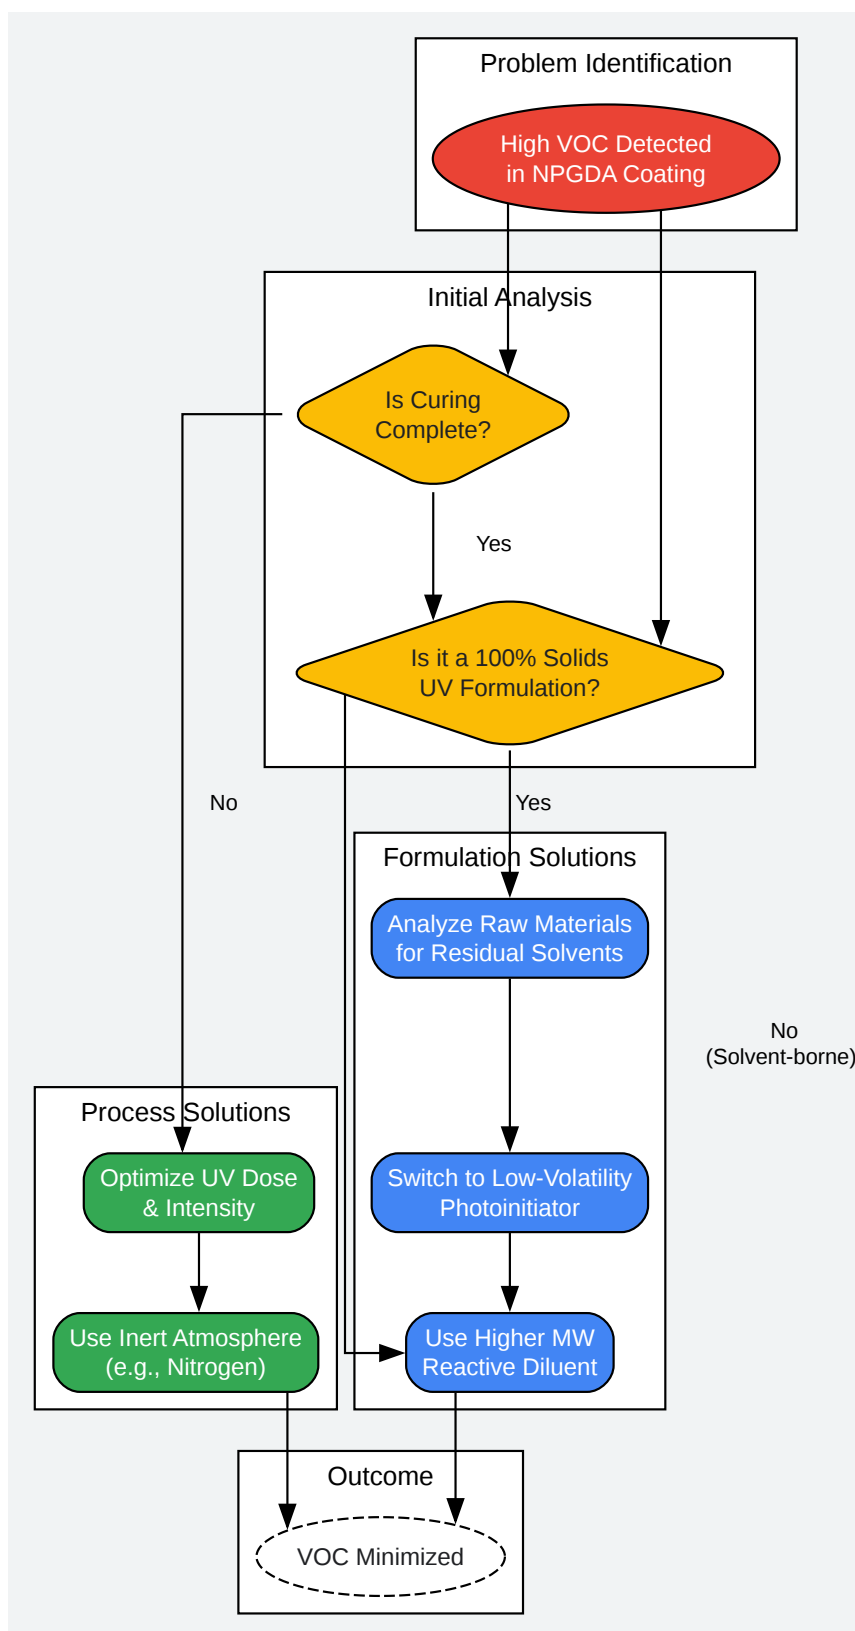 Problem Identification
High VOC Detected
in NPGDA Coating
Initial Analysis
Is Curing
Complete?
Yes
Is it a 100% Solids
UV Formulation?
No
Yes
Formulation Solutions
Analyze Raw Materials
for Residual Solvents
No
(Solvent-borne)
Process Solutions
Optimize UV Dose
& Intensity
Switch to Low-Volatility
Photoinitiator
Use Inert Atmosphere
(e.g., Nitrogen)
Use Higher MW
Reactive Diluent
Outcome
VOC Minimized